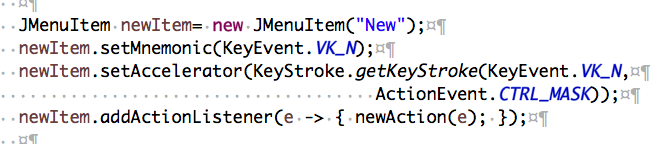 JMenuItem newItem= new JMenuItem("New");
newItem.setMnemonic(KeyEvent.VK_N);
newItem.setAccelerator(KeyStroke.getKeyStroke(KeyEvent.VK_N,
ActionEvent.CTRL_MASK));
newItem.addActionListener(e -> { newAction(e); });